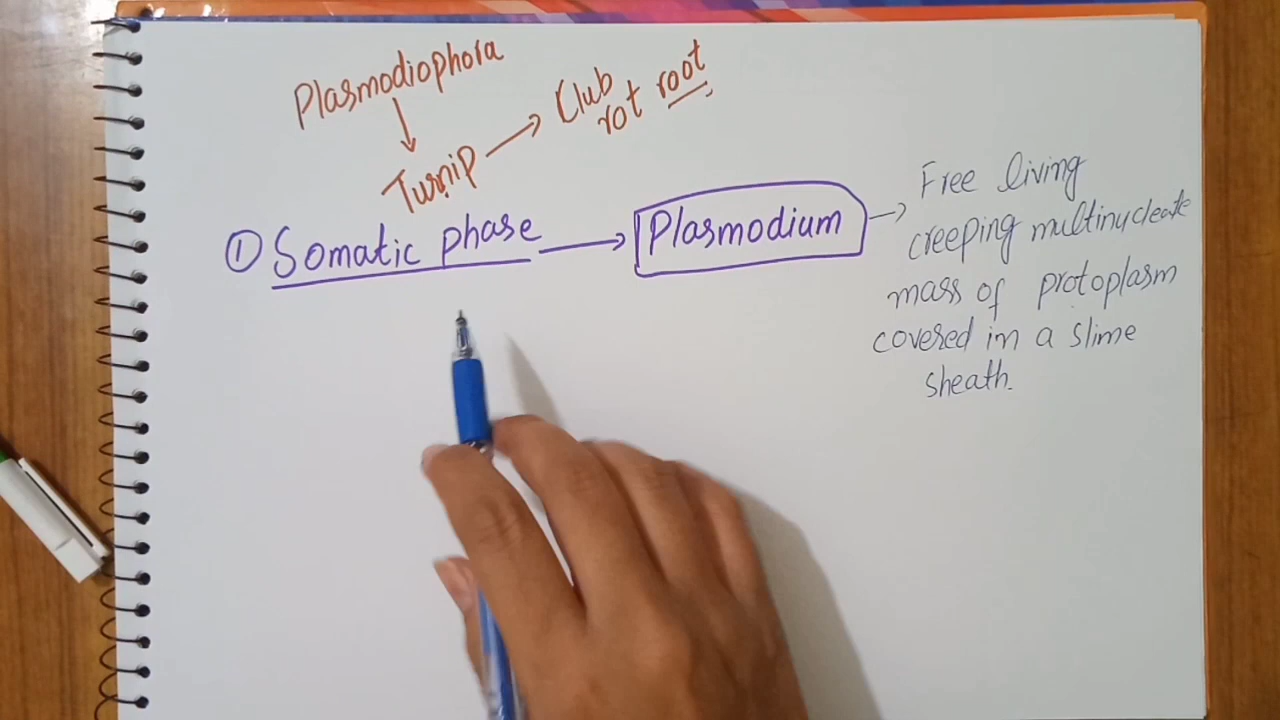 Plasmodiophora
Turnip
Club
rot root
① Somatic phase
Plasmodium
Free living
creeping multinucleate
mass of protoplasm
covered in a slime
sheath.